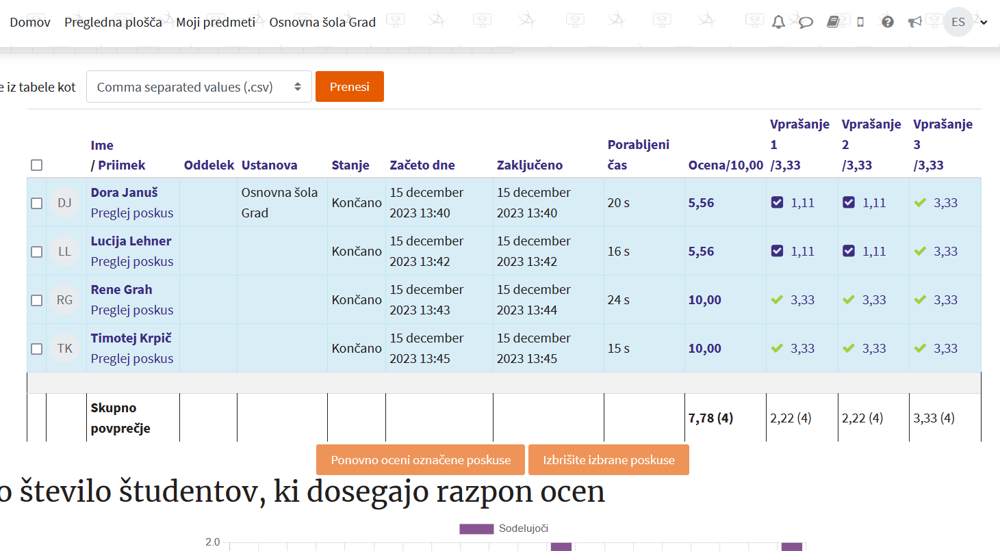 Domov Pregledna plošča Moji predmeti Osnovna šola Grad ES
e iz tabele kot Comma separated values (.csv) Prenesi
Ime / Priimek Oddelek Ustanova Stanje Začeto dne Zaključeno Porabljeni čas Ocena/10,00 Vprašanje 1 /3,33 Vprašanje 2 /3,33 Vprašanje 3 /3,33
DJ Dora Januš Preglej poskus Osnovna šola Grad Končano 15 december 2023 13:40 15 december 2023 13:40 20 s 5,56 1,11 1,11 3,33
LL Lucija Lehner Preglej poskus Končano 15 december 2023 13:42 15 december 2023 13:42 16 s 5,56 1,11 1,11 3,33
RG Rene Grah Preglej poskus Končano 15 december 2023 13:43 15 december 2023 13:44 24 s 10,00 3,33 3,33 3,33
TK Timotej Krpič Preglej poskus Končano 15 december 2023 13:45 15 december 2023 13:45 15 s 10,00 3,33 3,33 3,33
Skupno povprečje 7,78 (4) 2,22 (4) 2,22 (4) 3,33 (4)
Ponovno oceni označene poskuse Izbrišite izbrane poskuse
o število študentov, ki dosegajo razpon ocen
Sodelujoči
2.0